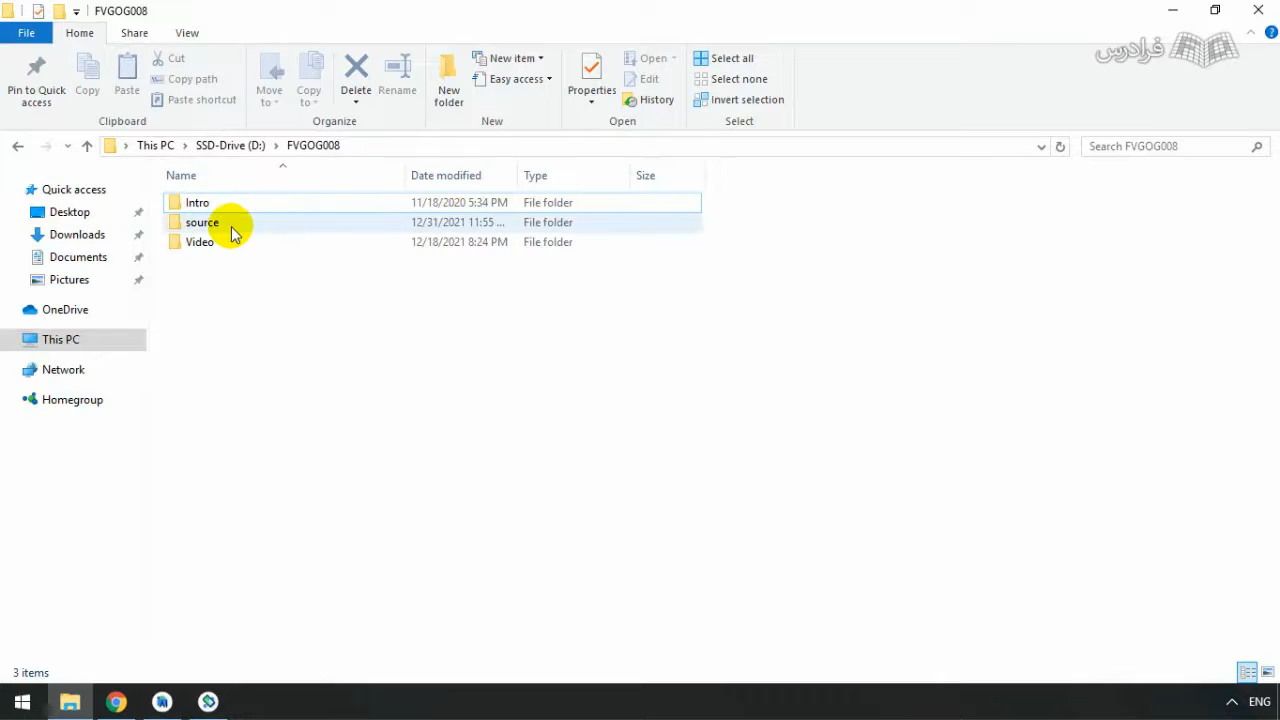 FVGOG008
File Home Share View
فرادرس
Pin to Quick access
Copy
Paste
Cut
Copy path
Paste shortcut
Clipboard
Move to
Copy to
Delete
Rename
Organize
New folder
New item
Easy access
New
Properties
Open
Edit
History
Open
Select all
Select none
Invert selection
Select
This PC > SSD-Drive (D:) > FVGOG008
Search FVGOG008
Name Date modified Type Size
Intro 11/18/2020 5:34 PM File folder
source 12/31/2021 11:55 ... File folder
Video 12/18/2021 8:24 PM File folder
Quick access
Desktop
Downloads
Documents
Pictures
OneDrive
This PC
Network
Homegroup
3 items
ENG